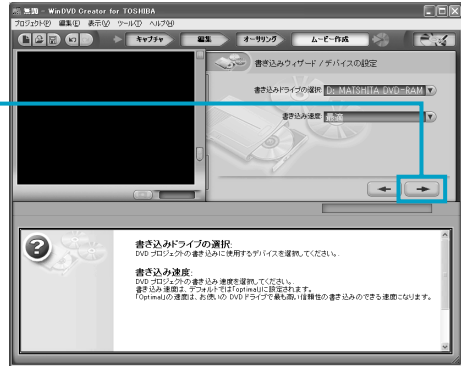 無題 - WinDVD Creator for TOSHIBA
プロジェクト(P) 編集(E) 表示(V) ツール(T) ヘルプ(H)
キャプチャ 編集 オーサリング ムービー作成
書き込みウィザード / デバイスの設定
書き込みドライブの選択: D: MATSHITA DVD-RAM
書き込み速度: 最適
書き込みドライブの選択:
DVD プロジェクトの書き込みに使用するデバイスを選択してください。
書き込み速度:
DVD プロジェクトの書き込み速度を選択してください。
書き込み速度は、デフォルトでは「optimal」に設定されます。
「Optimal」の速度は、お使いの DVD ドライブで最も高い信頼性の書き込みのできる速度になります。